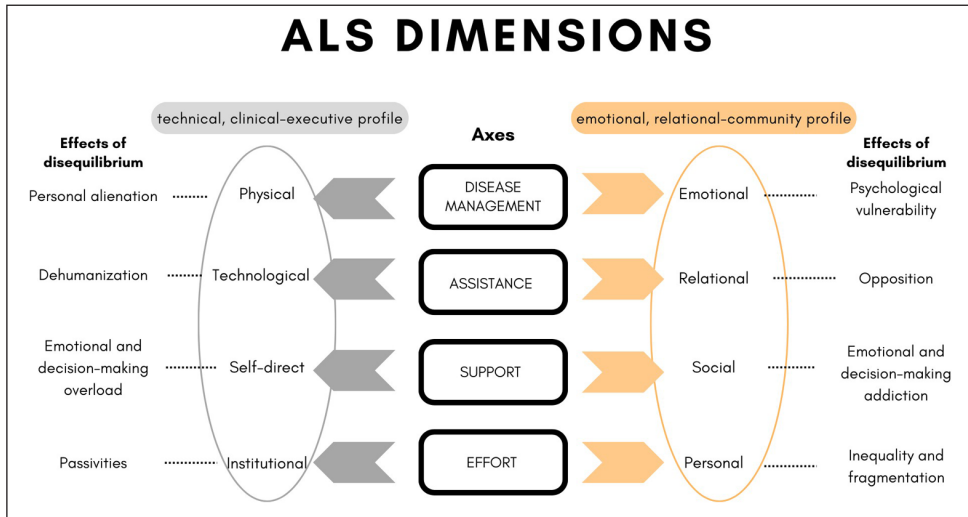 ALS DIMENSIONS
technical, clinical-executive profile
emotional, relational-community profile
Axes
Effects of
disequilibrium
Effects of
disequilibrium
Personal alienation
Physical
DISEASE
MANAGEMENT
Emotional
Psychological
vulnerability
Dehumanization
Technological
ASSISTANCE
Relational
Opposition
Emotional and
decision-making
overload
Self-direct
SUPPORT
Social
Emotional and
decision-making
addiction
Passivities
Institutional
EFFORT
Personal
Inequality and
fragmentation